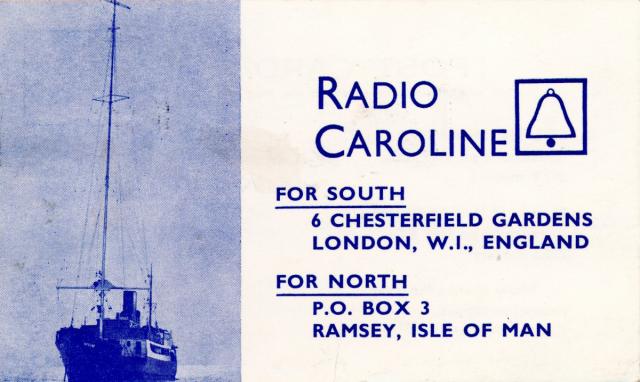 RADIO
CAROLINE
FOR SOUTH
6 CHESTERFIELD GARDENS
LONDON, W.I., ENGLAND
FOR NORTH
P.O. BOX 3
RAMSEY, ISLE OF MAN